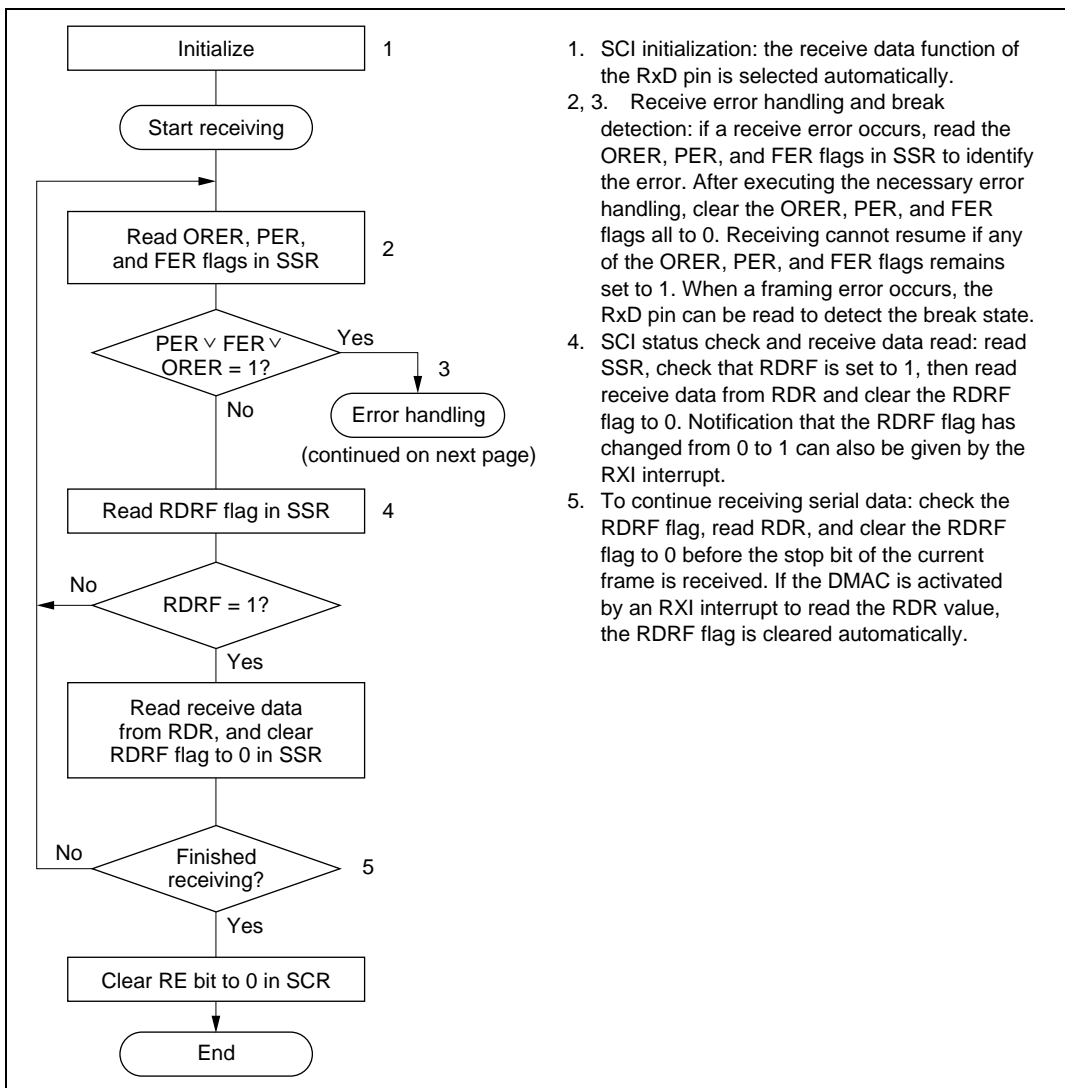 Initialize
1
Start receiving
Read ORER, PER,
and FER flags in SSR
2
PER ∨ FER ∨
ORER = 1?
Yes
3
No
Error handling
(continued on next page)
Read RDRF flag in SSR
4
No
RDRF = 1?
Yes
Read receive data
from RDR, and clear
RDRF flag to 0 in SSR
No
Finished
receiving?
5
Yes
Clear RE bit to 0 in SCR
End
1. SCI initialization: the receive data function of
the RxD pin is selected automatically.
2, 3. Receive error handling and break
detection: if a receive error occurs, read the
ORER, PER, and FER flags in SSR to identify
the error. After executing the necessary error
handling, clear the ORER, PER, and FER
flags all to 0. Receiving cannot resume if any
of the ORER, PER, and FER flags remains
set to 1. When a framing error occurs, the
RxD pin can be read to detect the break state.
4. SCI status check and receive data read: read
SSR, check that RDRF is set to 1, then read
receive data from RDR and clear the RDRF
flag to 0. Notification that the RDRF flag has
changed from 0 to 1 can also be given by the
RXI interrupt.
5. To continue receiving serial data: check the
RDRF flag, read RDR, and clear the RDRF
flag to 0 before the stop bit of the current
frame is received. If the DMAC is activated
by an RXI interrupt to read the RDR value,
the RDRF flag is cleared automatically.